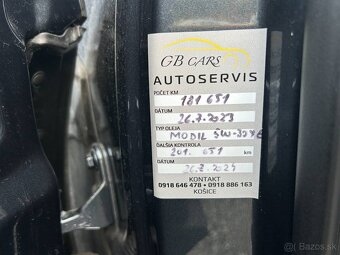 GB CARS
AUTOSERVIS
POČET KM
181 651
DÁTUM
26.7.2023
TYP OLEJA
MOBIL 5W-30
ĎALŠIA KONTROLA
201. 651 km
DÁTUM
26.7.2024
KONTAKT
0918 646 478 • 0918 886 163
KOŠICE
Bazos.sk